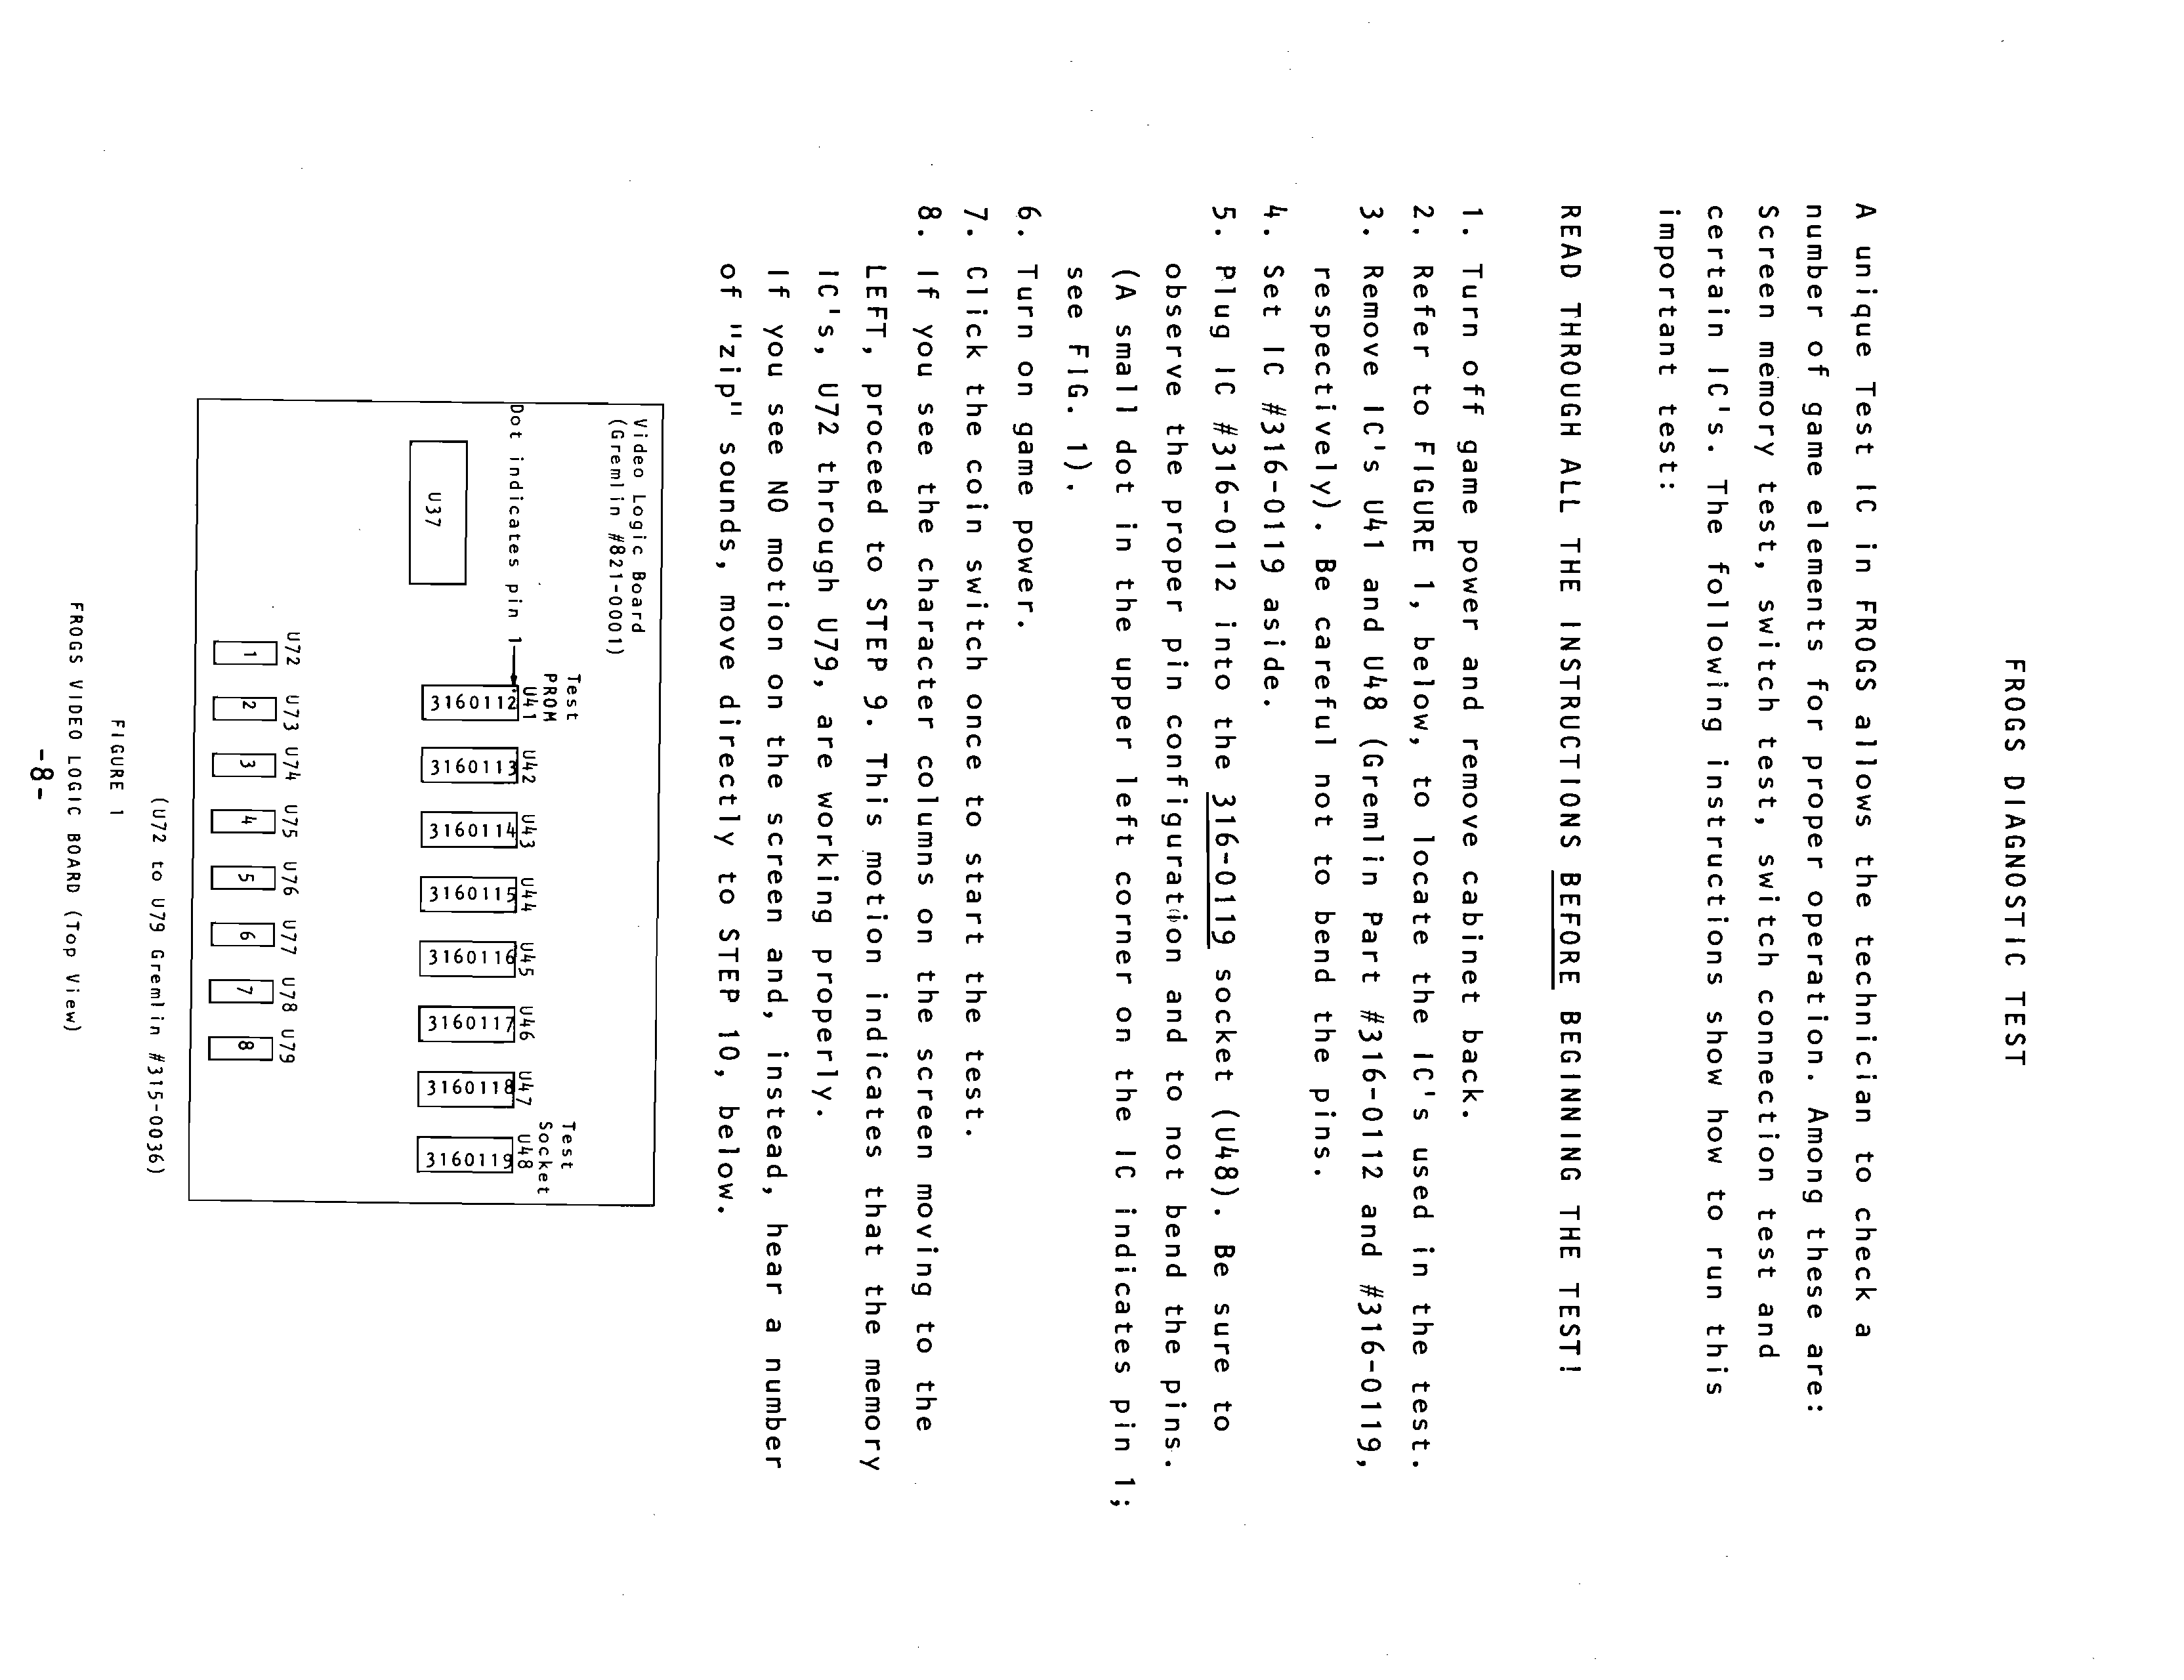 FROGS DIAGNOSTIC TEST
A unique Test IC in FROGS allows the technician to check a
number of game elements for proper operation. Among these are:
Screen memory test, switch test, switch connection test and
certain IC's. The following instructions show how to run this
important test:
READ THROUGH ALL THE INSTRUCTIONS BEFORE BEGINNING THE TEST!
1. Turn off game power and remove cabinet back.
2. Refer to FIGURE 1, below, to locate the IC's used in the test.
3. Remove IC's U41 and U48 (Gremlin Part #316-0112 and #316-0119,
respectively). Be careful not to bend the pins.
4. Set IC #316-0119 aside.
5. Plug IC #316-0112 into the 316-0119 socket (U48). Be sure to
observe the proper pin configuration and to not bend the pins.
(A small dot in the upper left corner on the IC indicates pin 1;
see FIG. 1).
6. Turn on game power.
7. Click the coin switch once to start the test.
8. If you see the character columns on the screen moving to the
LEFT, proceed to STEP 9. This motion indicates that the memory
IC's, U72 through U79, are working properly.
If you see NO motion on the screen and, instead, hear a number
of "zip" sounds, move directly to STEP 10, below.
Video Logic Board
(Gremlin #821-0001)
Test
PROM
Test
Socket
Dot indicates pin 1
U41 U42 U43 U44 U45 U46 U47 U48
3160112 3160113 3160114 3160115 3160116 3160117 3160118 3160119
U37
U72 U73 U74 U75 U76 U77 U78 U79
1 2 3 4 5 6 7 8
(U72 to U79 Gremlin #315-0036)
FIGURE 1
FROGS VIDEO LOGIC BOARD (Top View)
-8-